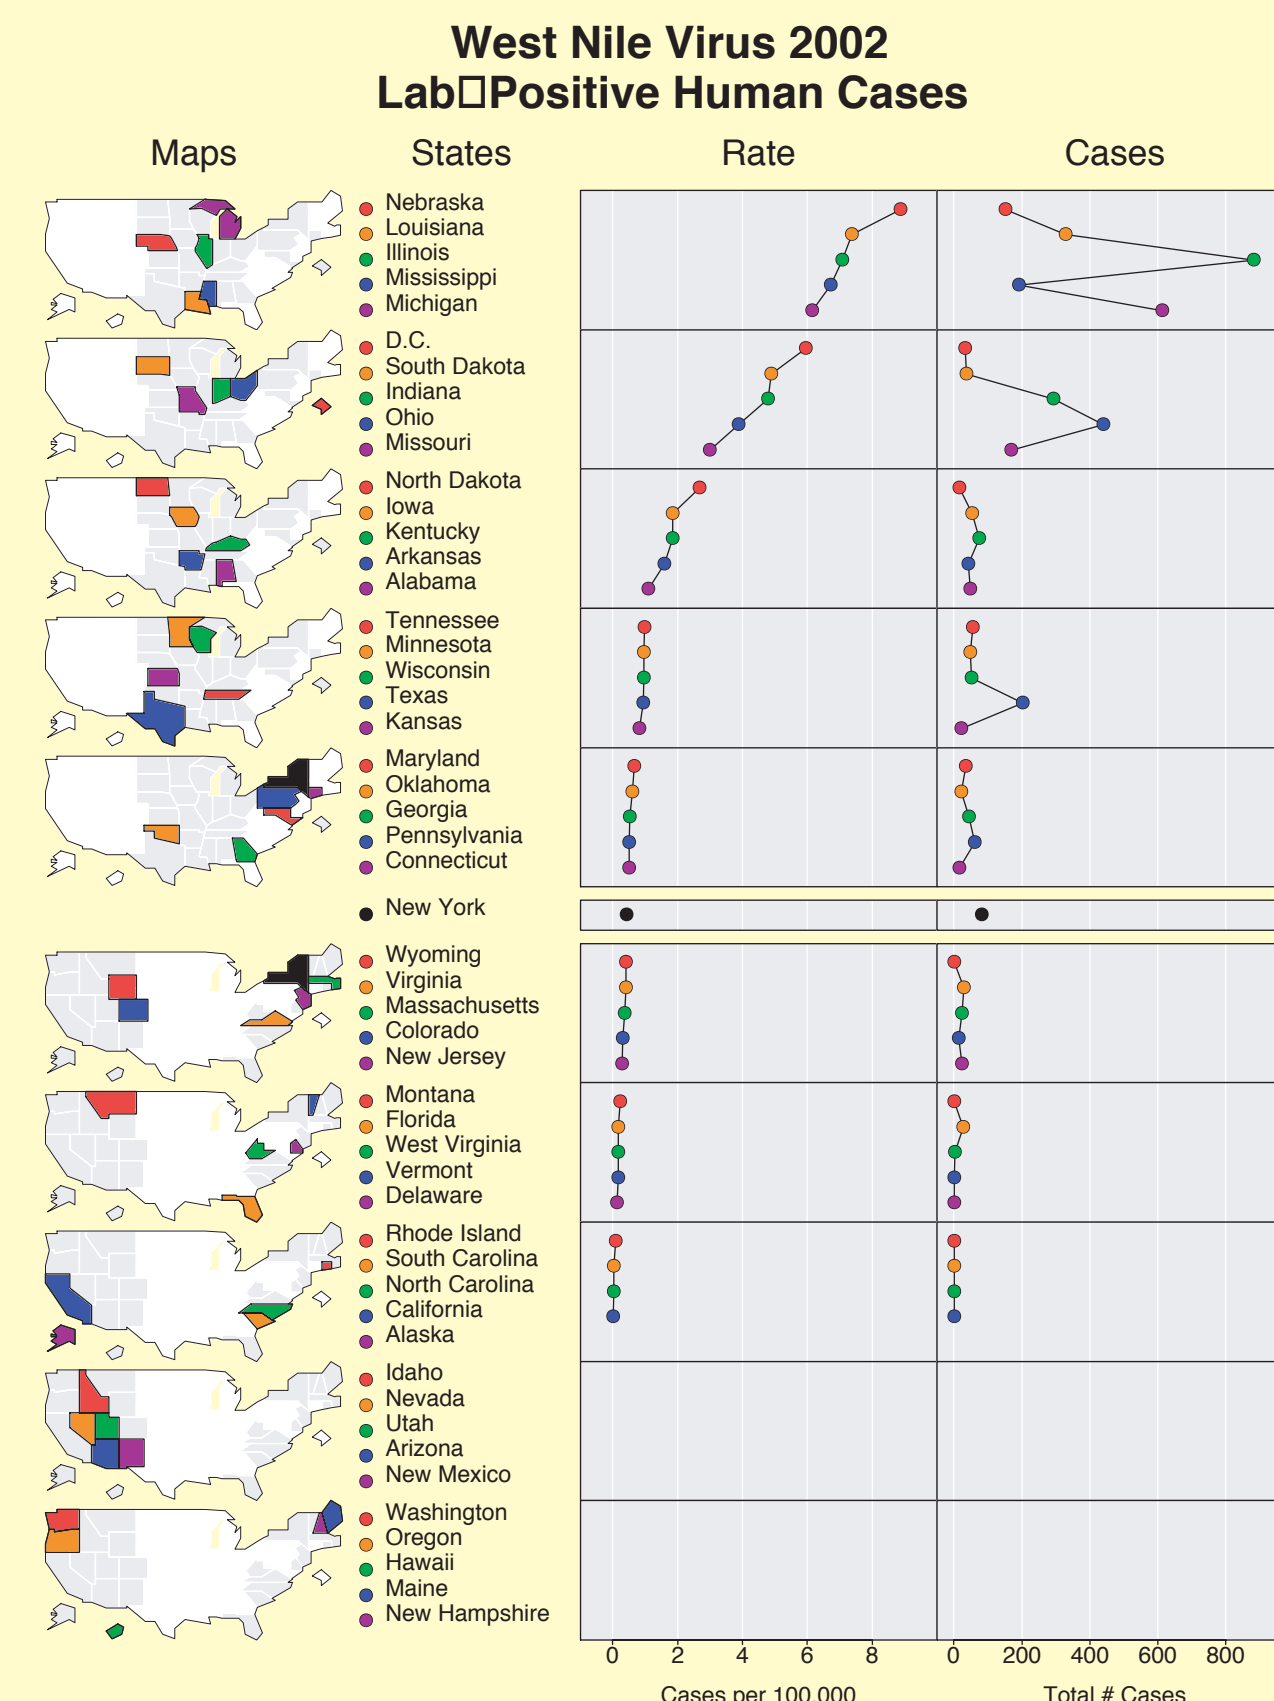 West Nile Virus 2002
Lab□Positive Human Cases
Maps States Rate Cases
Nebraska
Louisiana
Illinois
Mississippi
Michigan
D.C.
South Dakota
Indiana
Ohio
Missouri
North Dakota
Iowa
Kentucky
Arkansas
Alabama
Tennessee
Minnesota
Wisconsin
Texas
Kansas
Maryland
Oklahoma
Georgia
Pennsylvania
Connecticut
New York
Wyoming
Virginia
Massachusetts
Colorado
New Jersey
Montana
Florida
West Virginia
Vermont
Delaware
Rhode Island
South Carolina
North Carolina
California
Alaska
Idaho
Nevada
Utah
Arizona
New Mexico
Washington
Oregon
Hawaii
Maine
New Hampshire
0 2 4 6 8 0 200 400 600 800
Cases per 100,000 Total # Cases